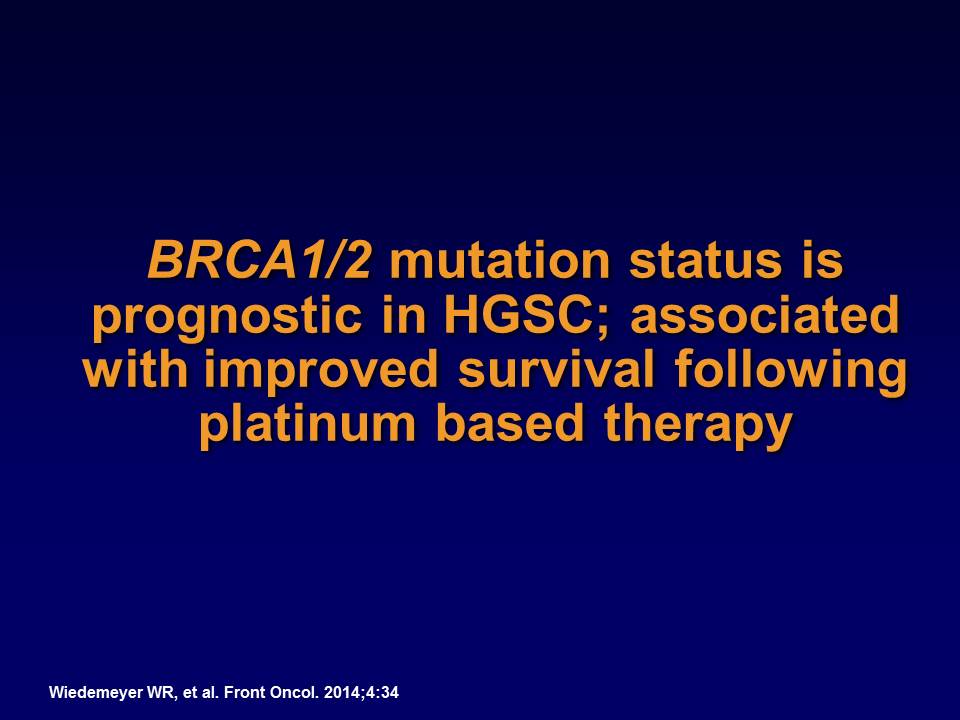 BRCA1/2 mutation status is
prognostic in HGSC; associated
with improved survival following
platinum based therapy
Wiedemeyer WR, et al. Front Oncol. 2014;4:34